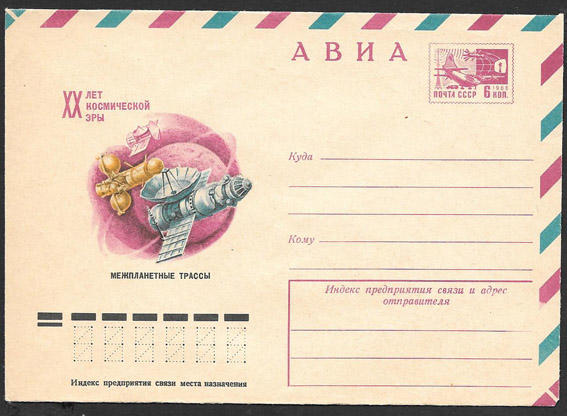 АВИА
ПОЧТА СССР 6 КОП.
1966
XX ЛЕТ
КОСМИЧЕСКОЙ
ЭРЫ
МЕЖПЛАНЕТНЫЕ ТРАССЫ
Куда
Кому
Индекс предприятия связи и адрес
отправителя
Индекс предприятия связи места назначения